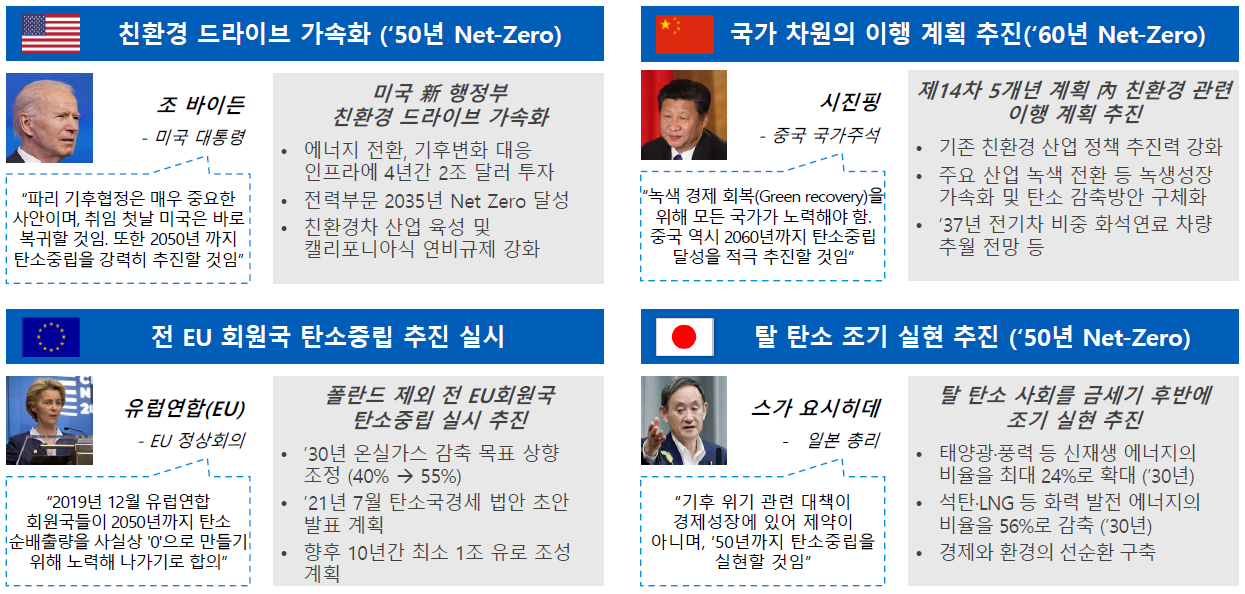 친환경 드라이브 가속화 (‘50년 Net-Zero)
조 바이든
- 미국 대통령
“파리 기후협정은 매우 중요한
사안이며, 취임 첫날 미국은 바로
복귀할 것임. 또한 2050년 까지
탄소중립을 강력히 추진할 것임”
미국 新 행정부
친환경 드라이브 가속화
• 에너지 전환, 기후변화 대응
인프라에 4년간 2조 달러 투자
• 전력부문 2035년 Net Zero 달성
• 친환경차 산업 육성 및
캘리포니아식 연비규제 강화
국가 차원의 이행 계획 추진(‘60년 Net-Zero)
시진핑
- 중국 국가주석
“녹색 경제 회복(Green recovery)을
위해 모든 국가가 노력해야 함.
중국 역시 2060년까지 탄소중립
달성을 적극 추진할 것임”
제14차 5개년 계획 內 친환경 관련
이행 계획 추진
• 기존 친환경 산업 정책 추진력 강화
• 주요 산업 녹색 전환 등 녹생성장
가속화 및 탄소 감축방안 구체화
• ‘37년 전기차 비중 화석연료 차량
추월 전망 등
전 EU 회원국 탄소중립 추진 실시
유럽연합(EU)
- EU 정상회의
“2019년 12월 유럽연합
회원국들이 2050년까지 탄소
순배출량을 사실상 '0'으로 만들기
위해 노력해 나가기로 합의”
폴란드 제외 전 EU회원국
탄소중립 실시 추진
• ’30년 온실가스 감축 목표 상향
조정 (40% → 55%)
• ’21년 7월 탄소국경세 법안 초안
발표 계획
• 향후 10년간 최소 1조 유로 조성
계획
탈 탄소 조기 실현 추진 (‘50년 Net-Zero)
스가 요시히데
- 일본 총리
“기후 위기 관련 대책이
경제성장에 있어 제약이
아니며, ’50년까지 탄소중립을
실현할 것임”
탈 탄소 사회를 금세기 후반에
조기 실현 추진
• 태양광·풍력 등 신재생 에너지의
비율을 최대 24%로 확대 (’30년)
• 석탄·LNG 등 화력 발전 에너지의
비율을 56%로 감축 (’30년)
• 경제와 환경의 선순환 구축